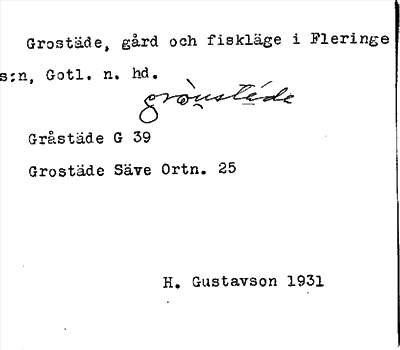 Grostäde, gård och fiskläge i Fleringe
s:n, Gotl. n. hd.
Gråstäde G 39
Grostäde Säve Ortn. 25
H. Gustavson 1931